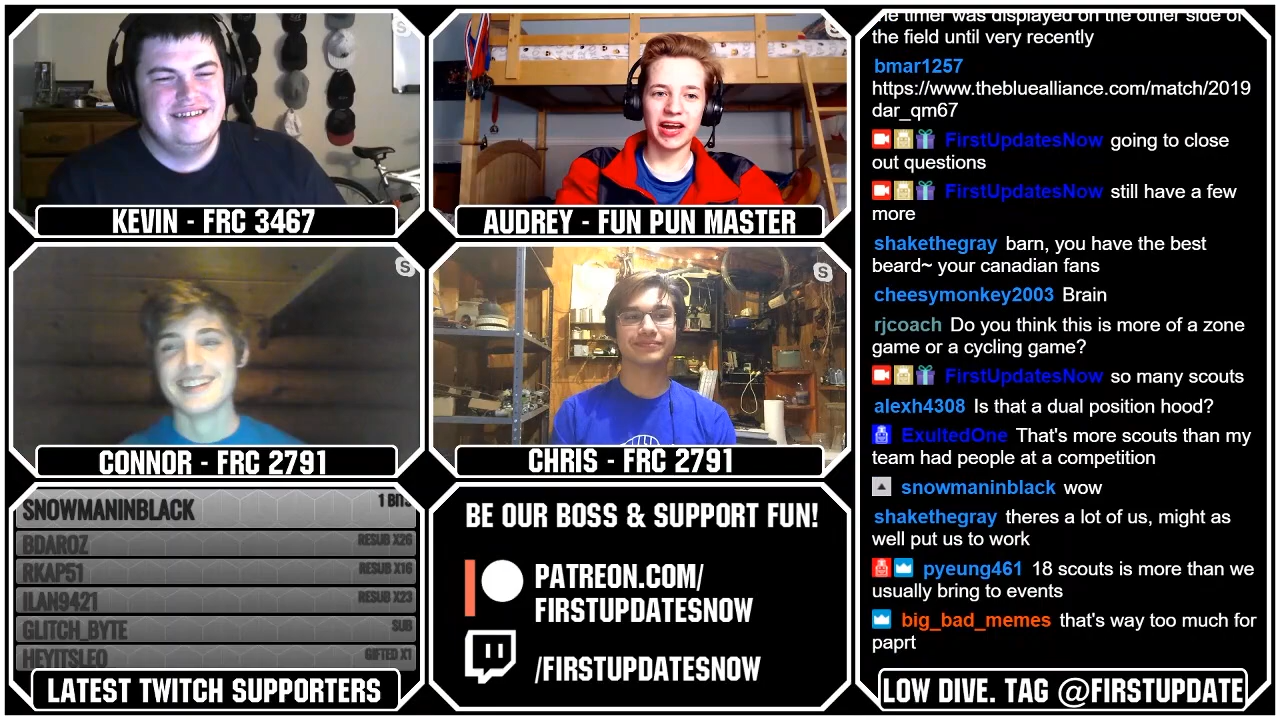 KEVIN - FRC 3467
AUDREY - FUN PUN MASTER
CONNOR - FRC 2791
CHRIS - FRC 2791
SNOWMANINBLACK 1 BITS
BDAROZ RESUB X26
RKAP51 RESUB X16
ILAN9421 RESUB X23
GLITCH_BYTE SUB
HEYITSLEO GIFTED X1
LATEST TWITCH SUPPORTERS
BE OUR BOSS & SUPPORT FUN!
PATREON.COM/
FIRSTUPDATESNOW
/FIRSTUPDATESNOW
he timer was displayed on the other side of
the field until very recently
bmar1257
https://www.thebluealliance.com/match/2019
dar_qm67
FirstUpdatesNow going to close
out questions
FirstUpdatesNow still have a few
more
shakethegray barn, you have the best
beard~ your canadian fans
cheesymonkey2003 Brain
rjcoach Do you think this is more of a zone
game or a cycling game?
FirstUpdatesNow so many scouts
alexh4308 Is that a dual position hood?
ExultedOne That's more scouts than my
team had people at a competition
snowmaninblack wow
shakethegray theres a lot of us, might as
well put us to work
pyeung461 18 scouts is more than we
usually bring to events
big_bad_memes that's way too much for
paprt
LOW DIVE. TAG @FIRSTUPDATE